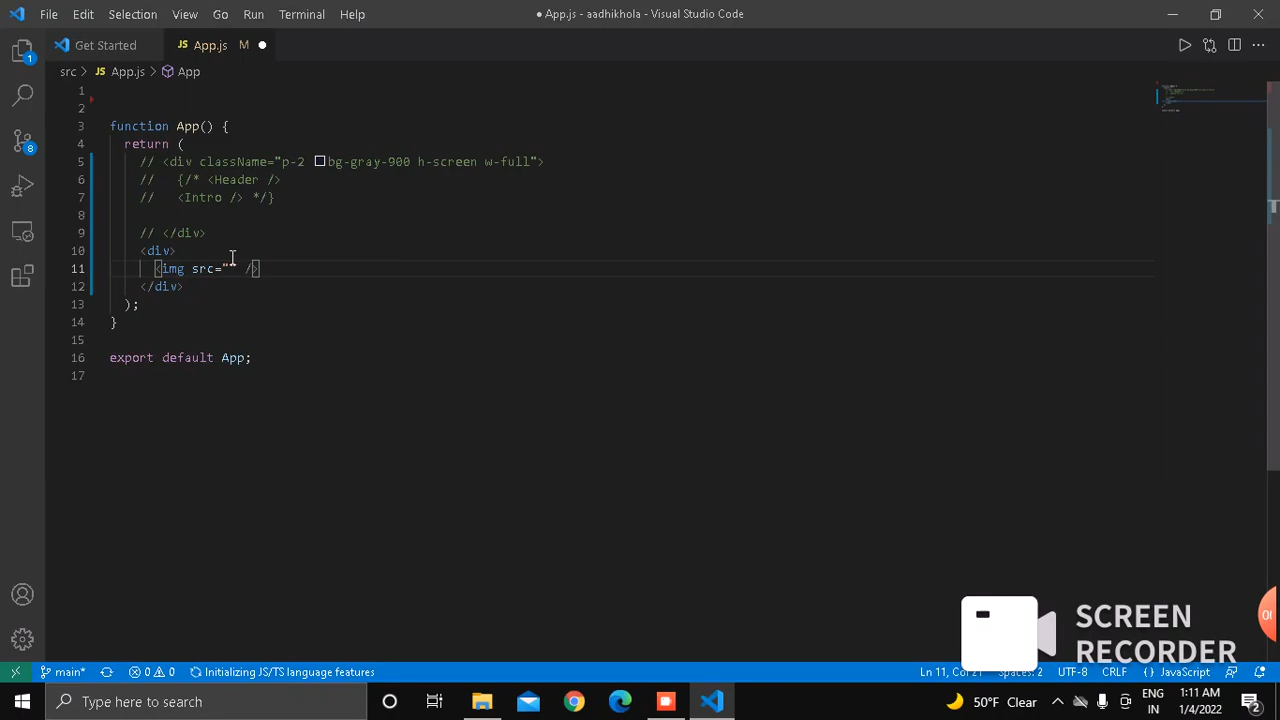 File Edit Selection View Go Run Terminal Help
● App.js - aadhikhola - Visual Studio Code
Get Started
JS App.js M
src > JS App.js > App
1
2
3 function App() {
4 return (
5 // <div className="p-2 bg-gray-900 h-screen w-full">
6 // {/* <Header />
7 // <Intro /> */}
8
9 // </div>
10 <div>
11 <img src="" />
12 </div>
13 );
14 }
15
16 export default App;
17
1
8
SCREEN
RECORDER
main* 0 0 Initializing JS/TS language features
Ln 11, Col 21 Spaces: 2 UTF-8 CRLF {} JavaScript
Type here to search
50°F Clear
ENG
IN
1:11 AM
1/4/2022
2